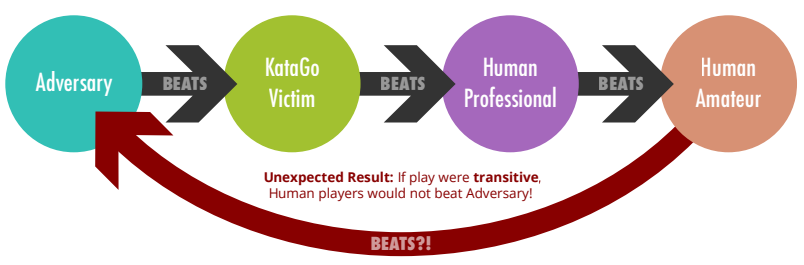 Adversary
BEATS
KataGo
Victim
BEATS
Human
Professional
BEATS
Human
Amateur
Unexpected Result: If play were transitive,
Human players would not beat Adversary!
BEATS?!